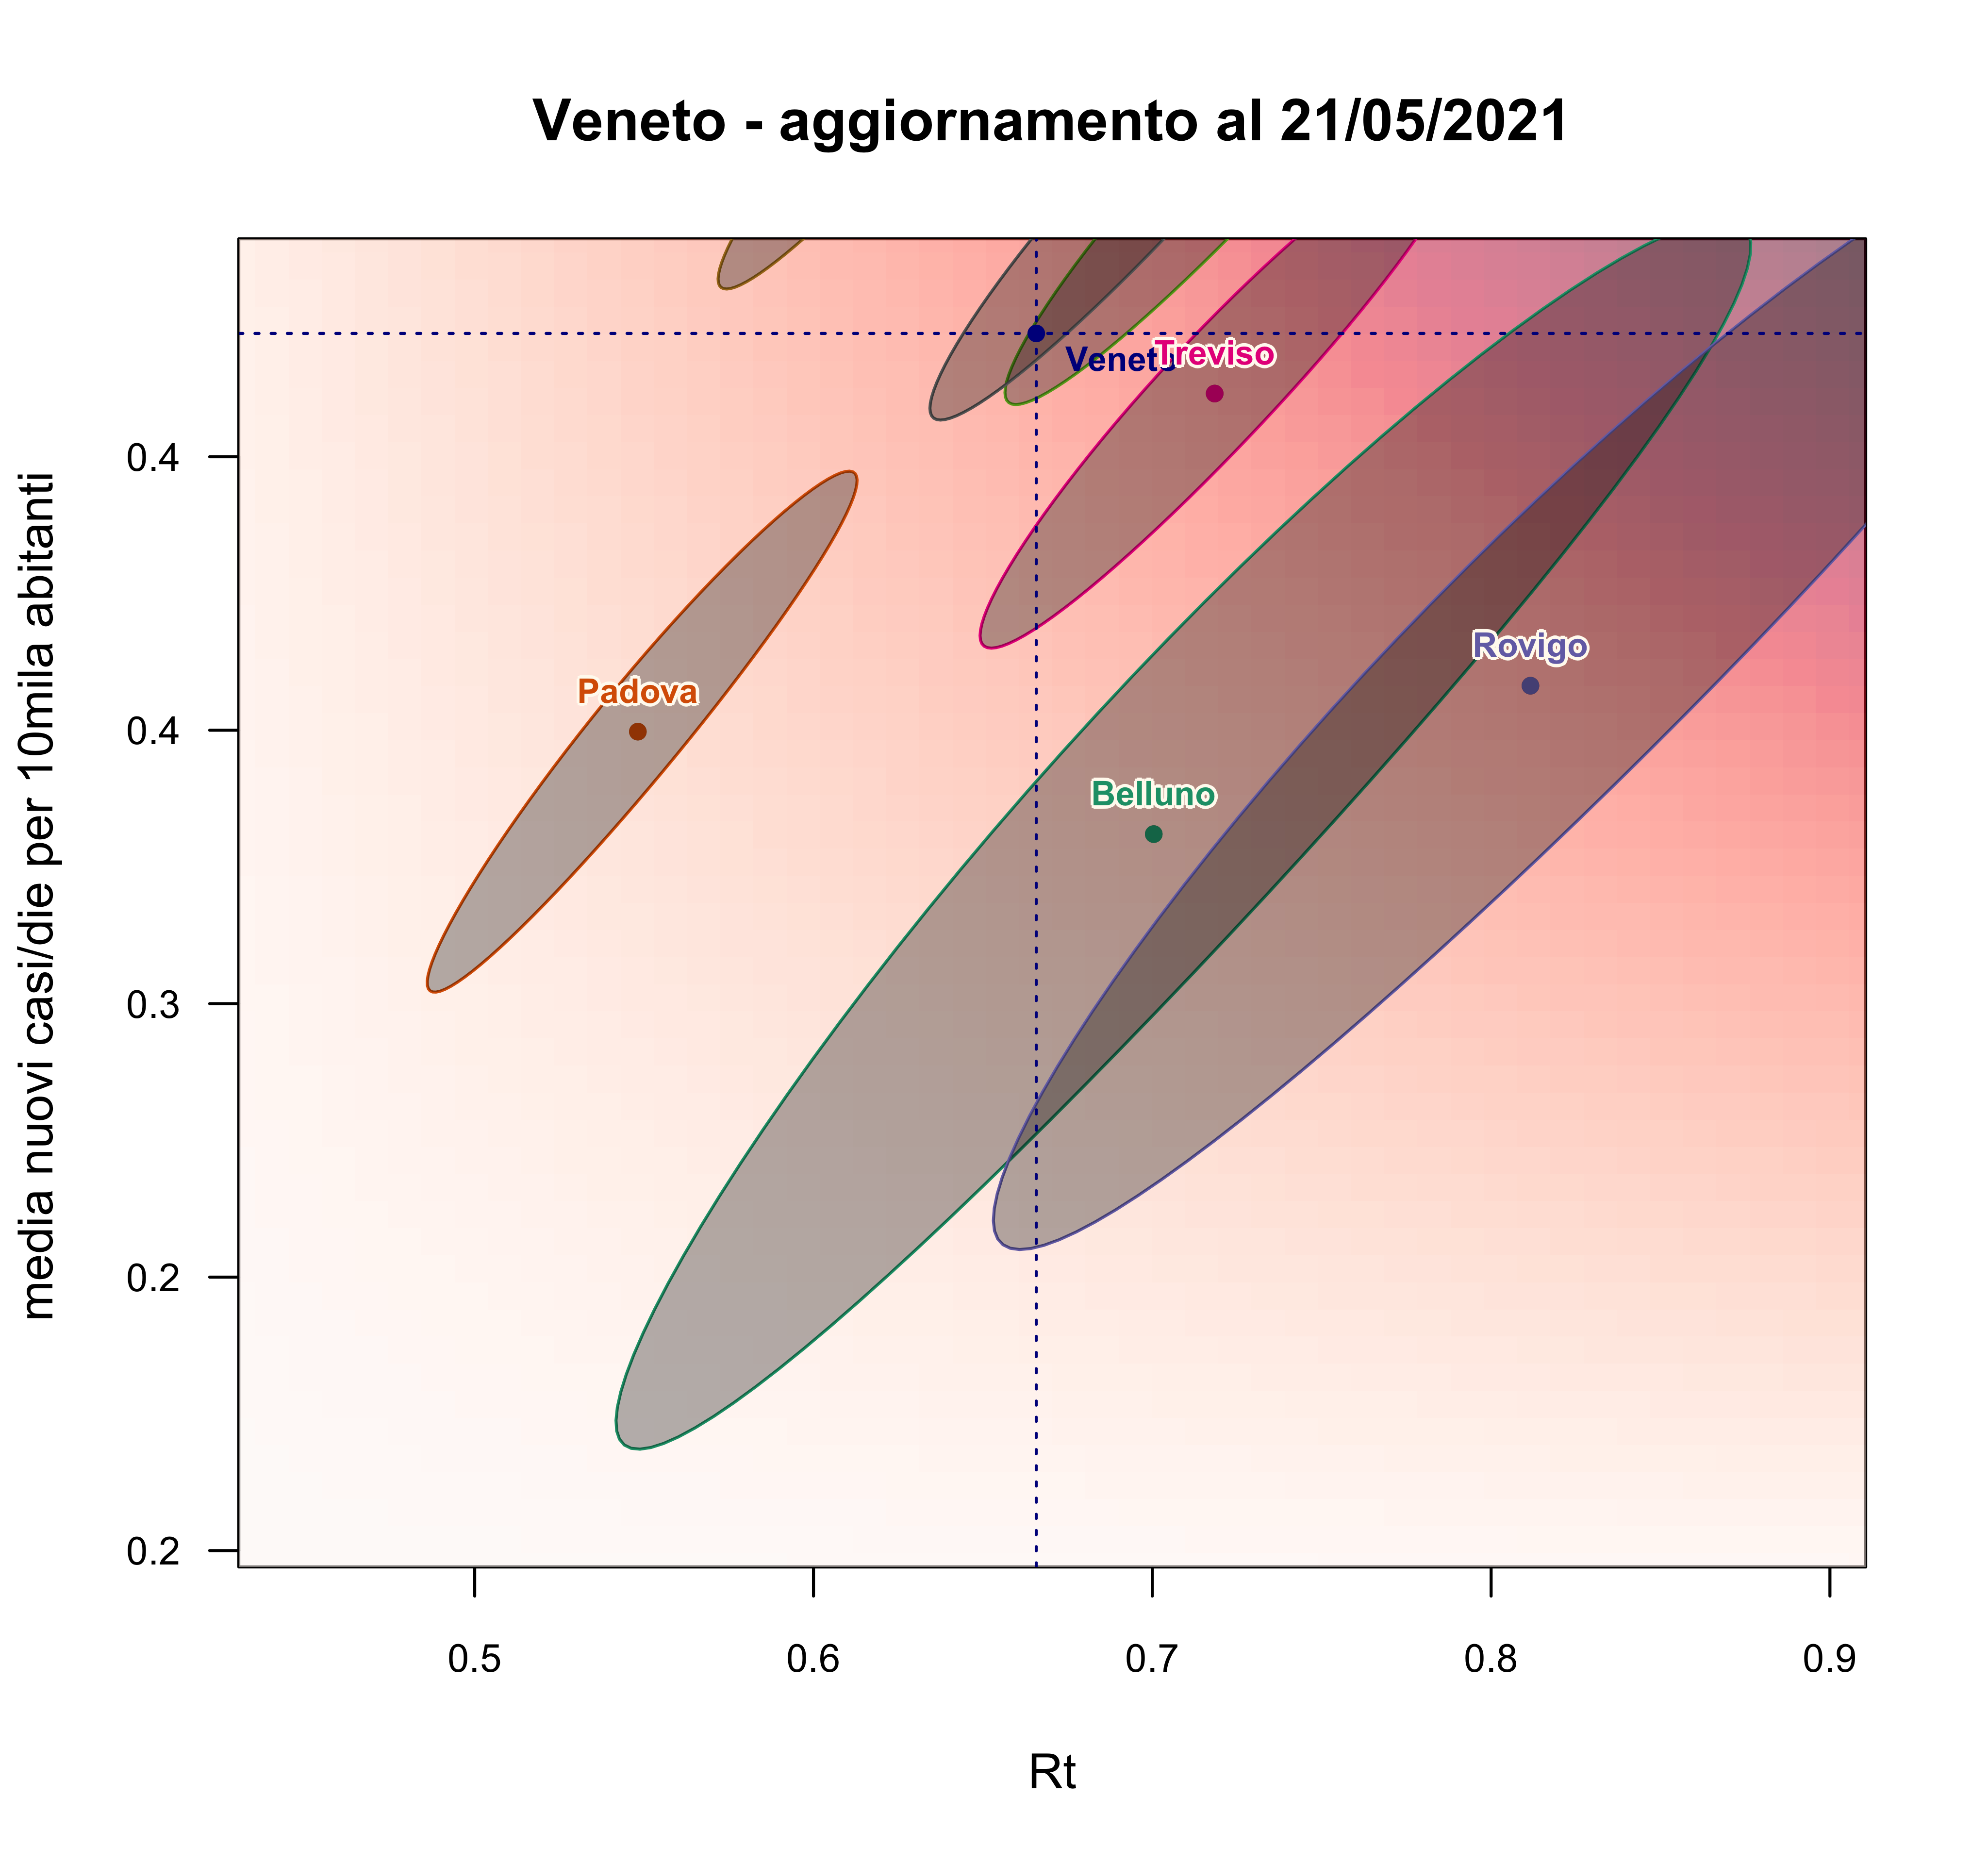 Veneto - aggiornamento al 21/05/2021
media nuovi casi/die per 10mila abitanti
0.4
0.4
0.3
0.2
0.2
Veneto
Treviso
Padova
Rovigo
Belluno
0.5
0.6
0.7
0.8
0.9
Rt